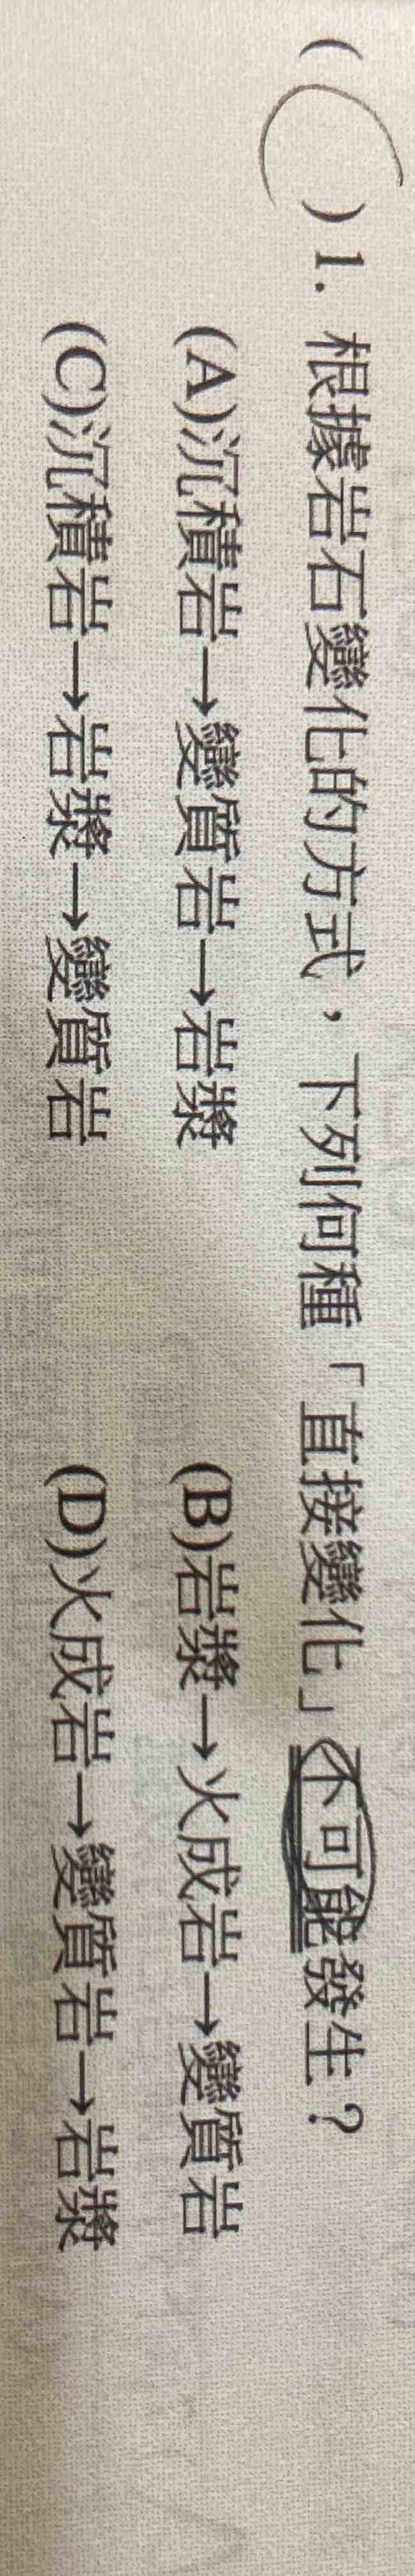 ( C ) 1. 根據岩石變化的方式，下列何種「直接變化」不可能發生？
(A)沉積岩→變質岩→岩漿 (B)岩漿→火成岩→變質岩
(C)沉積岩→岩漿→變質岩 (D)火成岩→變質岩→岩漿